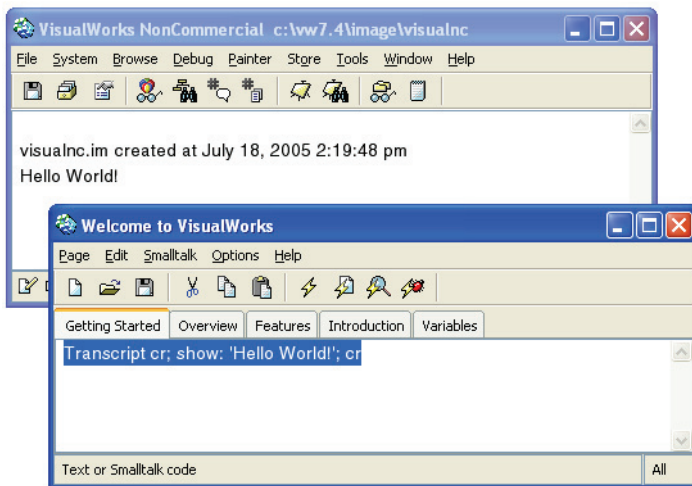 VisualWorks NonCommercial c:\vw7.4\image\visualnc
File System Browse Debug Painter Store Tools Window Help
visualnc.im created at July 18, 2005 2:19:48 pm
Hello World!
Welcome to VisualWorks
Page Edit Smalltalk Options Help
Getting Started Overview Features Introduction Variables
Transcript cr; show: 'Hello World!'; cr
Text or Smalltalk code All